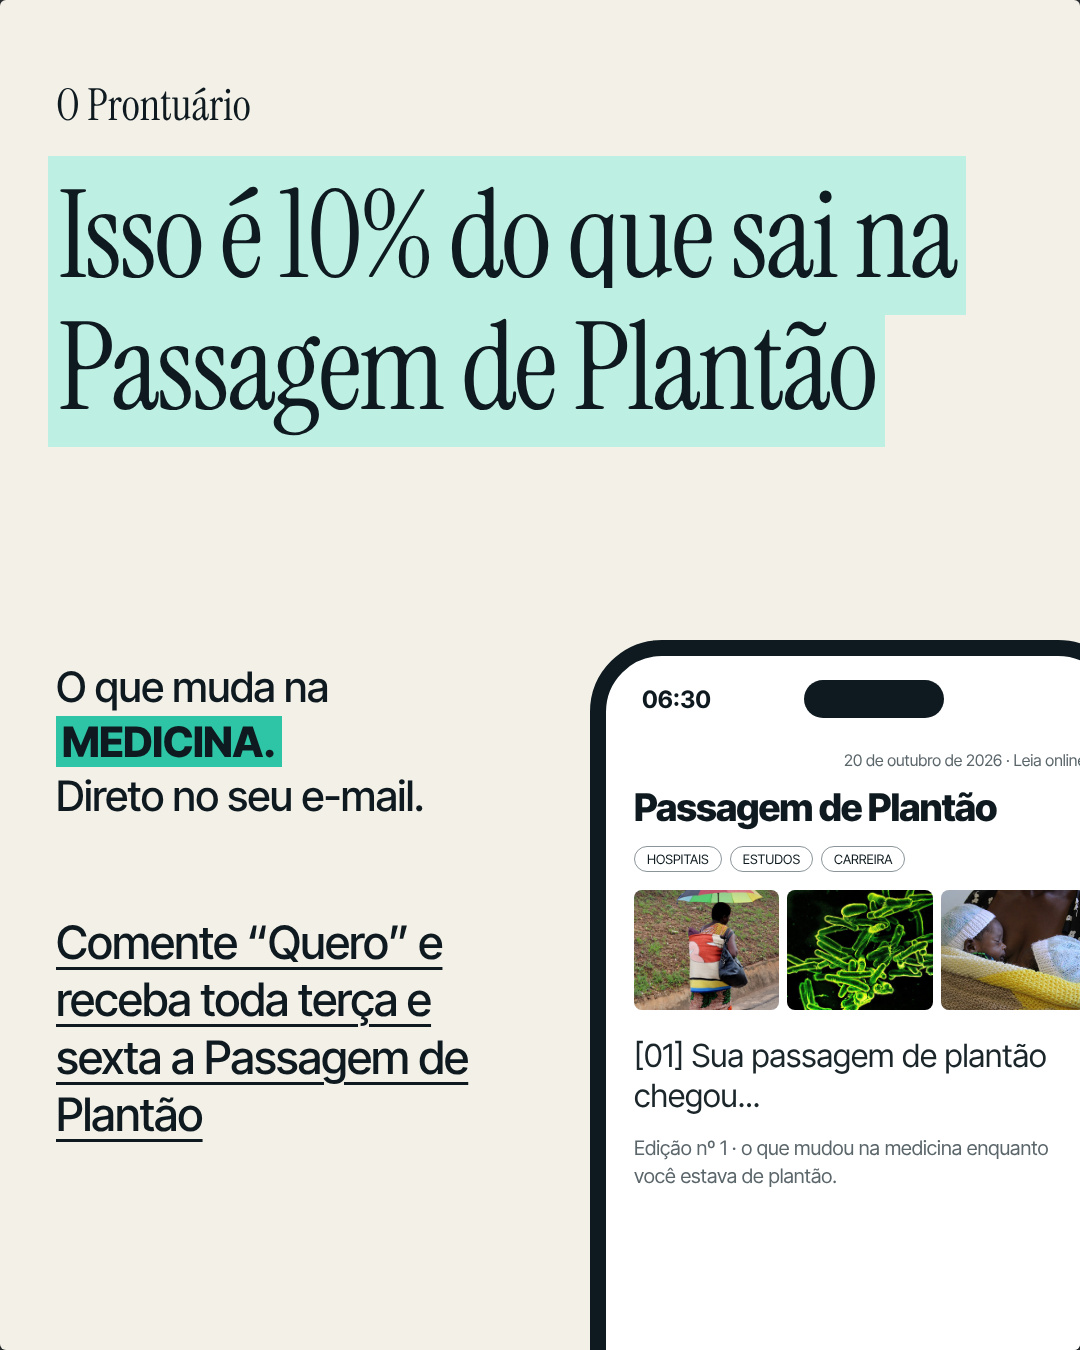 O Prontuário
Isso é 10% do que sai na
Passagem de Plantão
O que muda na
MEDICINA.
Direto no seu e-mail.
Comente “Quero” e
receba toda terça e
sexta a Passagem de
Plantão
06:30
20 de outubro de 2026 · Leia online
Passagem de Plantão
HOSPITAIS
ESTUDOS
CARREIRA
[01] Sua passagem de plantão
chegou...
Edição nº 1 · o que mudou na medicina enquanto
você estava de plantão.